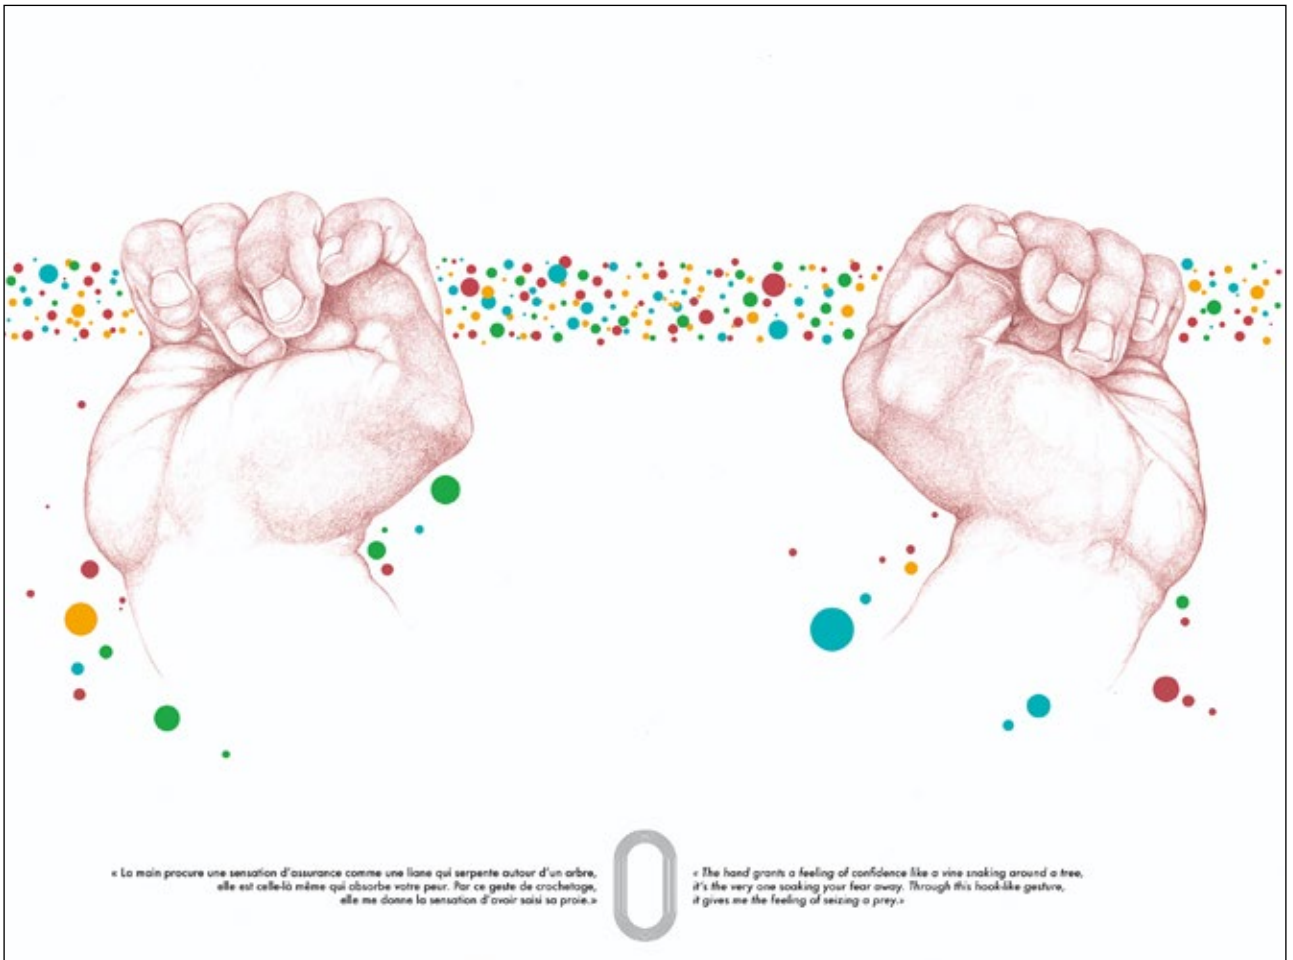 « La main procure une sensation d'assurance comme une liane qui serpente autour d'un arbre,
elle est celle-là même qui absorbe votre peur. Par ce geste de crochetage,
elle me donne la sensation d'avoir saisi sa proie.»
« The hand grants a feeling of confidence like a vine snaking around a tree,
it's the very one soaking your fear away. Through this hook-like gesture,
it gives me the feeling of seizing a prey.»